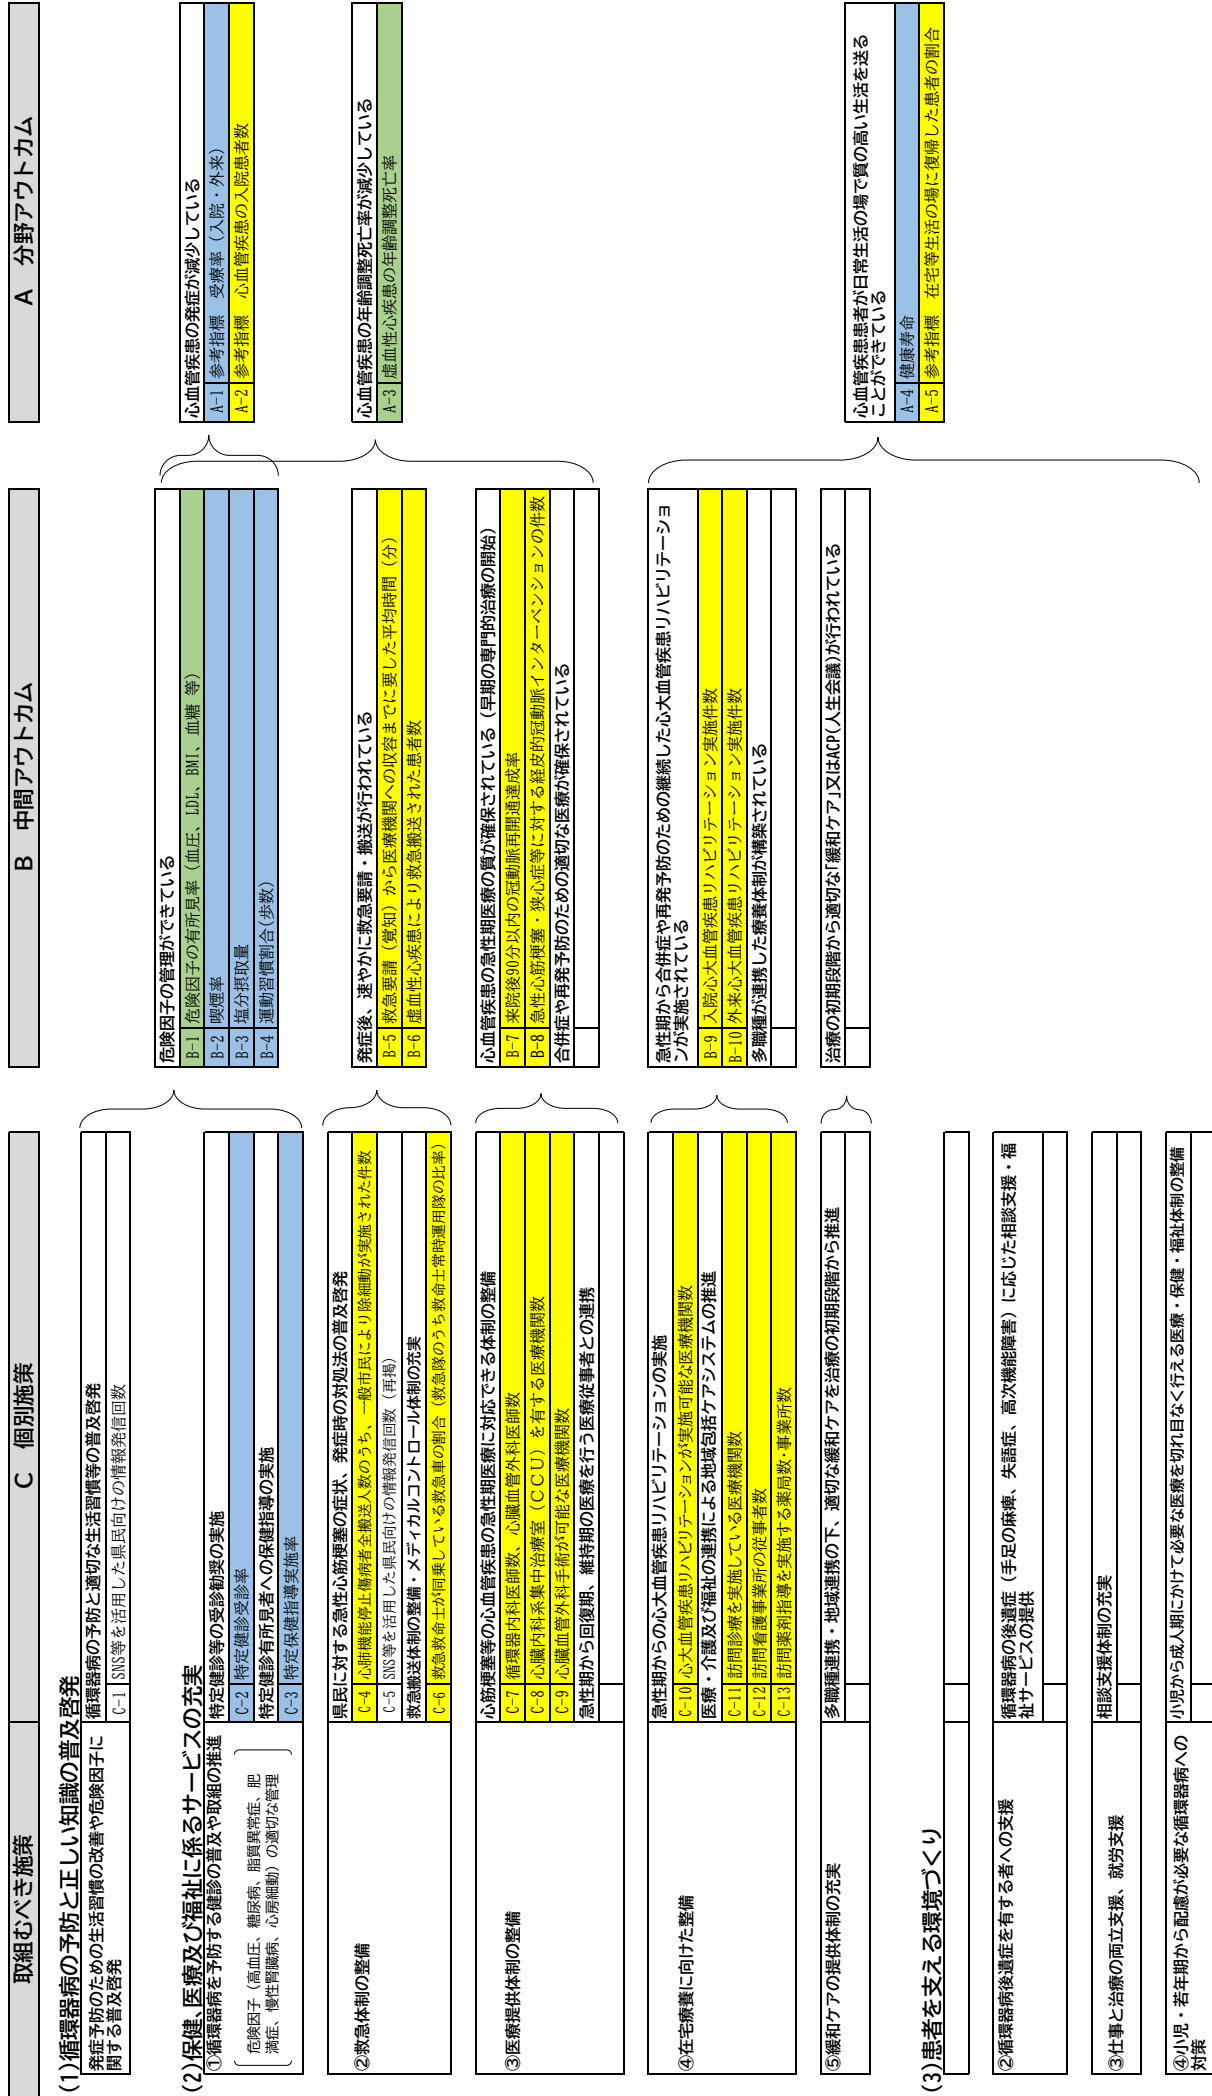 取組むべき施策
C 個別施策
B 中間アウトカム
A 分野アウトカム
(1)循環器病の予防と正しい知識の普及啓発
発症予防のための生活習慣の改善や危険因子に
関する普及啓発
循環器病の予防と適切な生活習慣等の普及啓発
C-1 SNS等を活用した県民向けの情報発信回数
(2)保健、医療及び福祉に係るサービスの充実
①循環器病を予防する健診の普及や取組の推進
危険因子（高血圧、糖尿病、脂質異常症、肥
満症、慢性腎臓病、心房細動）の適切な管理
特定健診等の受診勧奨の実施
C-2 特定健診受診率
特定健診有所見者への保健指導の実施
C-3 特定保健指導実施率
危険因子の管理ができている
B-1 危険因子の有所見率（血圧、LDL、BMI、血糖 等）
B-2 喫煙率
B-3 塩分摂取量
B-4 運動習慣割合(歩数)
心血管疾患の発症が減少している
A-1 参考指標 受療率（入院・外来）
A-2 参考指標 心血管疾患の入院患者数
②救急体制の整備
県民に対する急性心筋梗塞の症状、発症時の対処法の普及啓発
C-4 心肺機能停止傷病者全搬送人数のうち、一般市民により除細動が実施された件数
C-5 SNS等を活用した県民向けの情報発信回数（再掲）
救急搬送体制の整備・メディカルコントロール体制の充実
C-6 救急救命士が同乗している救急車の割合（救急隊のうち救命士常時運用隊の比率）
発症後、速やかに救急要請・搬送が行われている
B-5 救急要請（覚知）から医療機関への収容までに要した平均時間（分）
B-6 虚血性心疾患により救急搬送された患者数
心血管疾患の年齢調整死亡率が減少している
A-3 虚血性心疾患の年齢調整死亡率
③医療提供体制の整備
心筋梗塞等の心血管疾患の急性期医療に対応できる体制の整備
C-7 循環器内科医師数、心臓血管外科医師数
C-8 心臓内科系集中治療室（ＣＣＵ）を有する医療機関数
C-9 心臓血管外科手術が可能な医療機関数
急性期から回復期、維持期の医療を行う医療従事者との連携
心血管疾患の急性期医療の質が確保されている（早期の専門的治療の開始）
B-7 来院後90分以内の冠動脈再開通達成率
B-8 急性心筋梗塞・狭心症等に対する経皮的冠動脈インターベンションの件数
合併症や再発予防のための適切な医療が確保されている
④在宅療養に向けた整備
急性期からの心大血管疾患リハビリテーションの実施
C-10 心大血管疾患リハビリテーションが実施可能な医療機関数
医療・介護及び福祉の連携による地域包括ケアシステムの推進
C-11 訪問診療を実施している医療機関数
C-12 訪問看護事業所の従事者数
C-13 訪問薬剤指導を実施する薬局数・事業所数
急性期から合併症や再発予防のための継続した心大血管疾患リハビリテーショ
ンが実施されている
B-9 入院心大血管疾患リハビリテーション実施件数
B-10 外来心大血管疾患リハビリテーション実施件数
多職種が連携した療養体制が構築されている
心血管疾患患者が日常生活の場で質の高い生活を送る
ことができている
A-4 健康寿命
A-5 参考指標 在宅等生活の場に復帰した患者の割合
⑤緩和ケアの提供体制の充実
多職種連携・地域連携の下、適切な緩和ケアを治療の初期段階から推進
治療の初期段階から適切な｢緩和ケア｣又はACP(人生会議)が行われている
(3)患者を支える環境づくり
②循環器病後遺症を有する者への支援
循環器病の後遺症（手足の麻痺、失語症、高次機能障害）に応じた相談支援・福
祉サービスの提供
③仕事と治療の両立支援、就労支援
相談支援体制の充実
④小児・若年期から配慮が必要な循環器病への
対策
小児から成人期にかけて必要な医療を切れ目なく行える医療・保健・福祉体制の整備